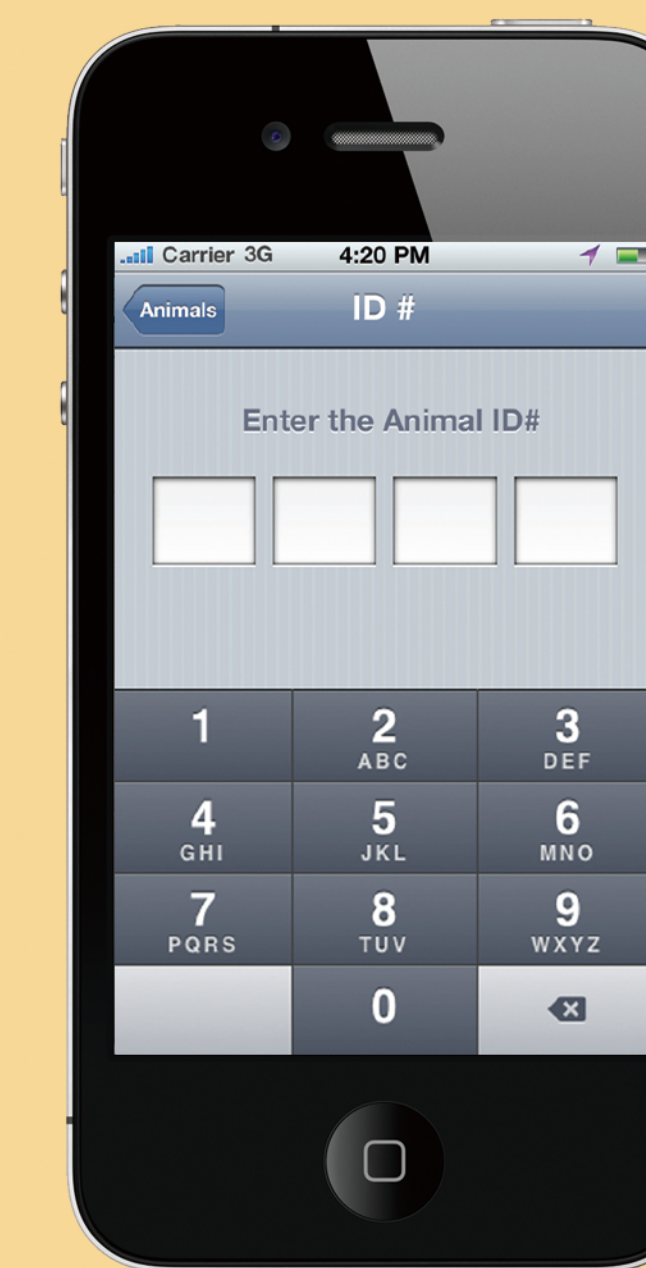 Carrier 3G 4:20 PM
Animals ID #
Enter the Animal ID#
1 2 3
ABC DEF
4 5 6
GHI JKL MNO
7 8 9
PQRS TUV WXYZ
0